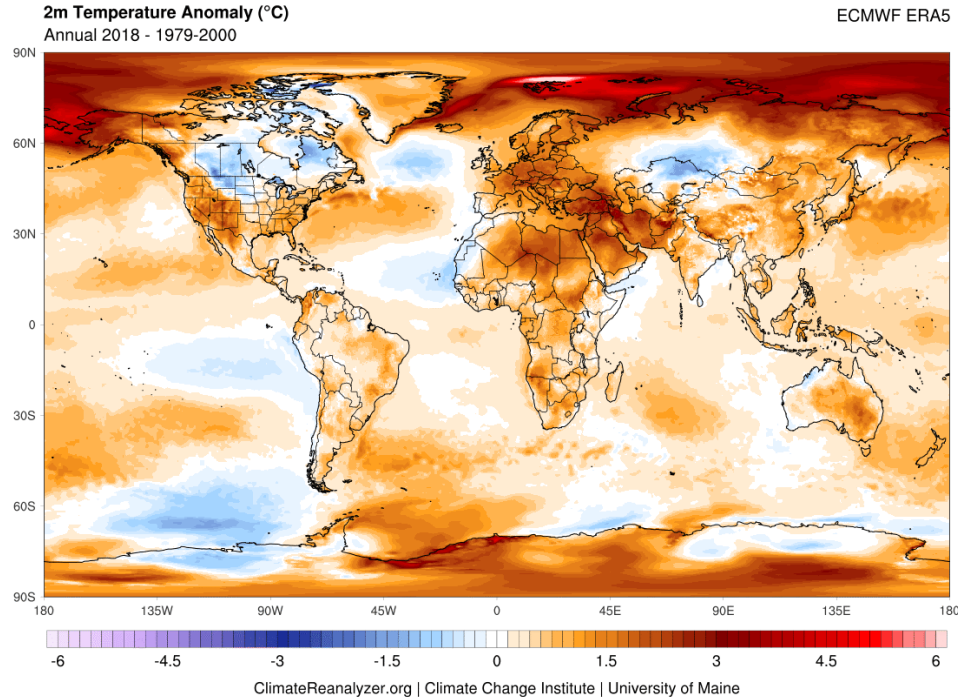 2m Temperature Anomaly (°C)
ECMWF ERA5
Annual 2018 - 1979-2000
90N
60N
30N
0
30S
60S
90S
180 135W 90W 45W 0 45E 90E 135E 180
-6 -4.5 -3 -1.5 0 1.5 3 4.5 6
ClimateReanalyzer.org | Climate Change Institute | University of Maine